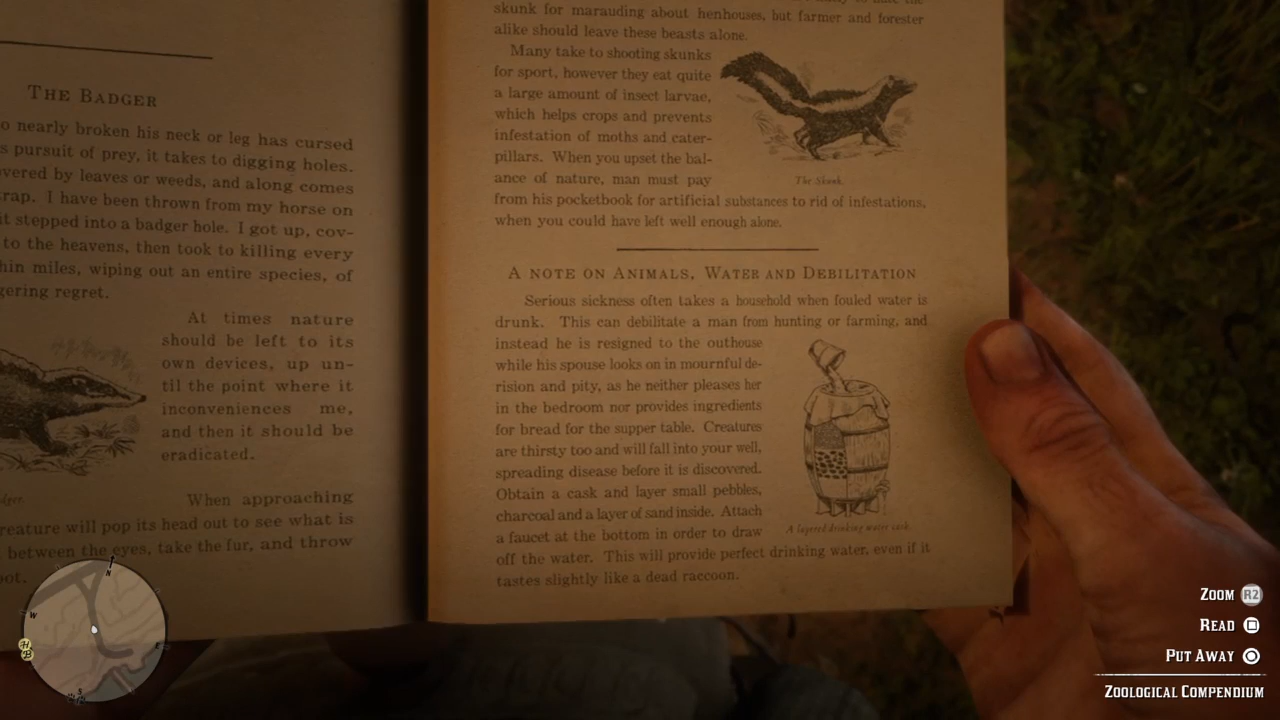 THE BADGER
o nearly broken his neck or leg has cursed
s pursuit of prey, it takes to digging holes.
vered by leaves or weeds, and along comes
rap. I have been thrown from my horse on
it stepped into a badger hole. I got up, cov-
to the heavens, then took to killing every
hin miles, wiping out an entire species, of
gering regret.
At times nature
should be left to its
own devices, up un-
til the point where it
inconveniences me,
and then it should be
eradicated.
dger.
When approaching
reature will pop its head out to see what is
between the eyes, take the fur, and throw
oot.
skunk for marauding about henhouses, but farmer and forester
alike should leave these beasts alone.
Many take to shooting skunks
for sport, however they eat quite
a large amount of insect larvae,
which helps crops and prevents
infestation of moths and cater-
pillars. When you upset the bal-
ance of nature, man must pay
from his pocketbook for artificial substances to rid of infestations,
when you could have left well enough alone.
The Skunk.
A NOTE ON ANIMALS, WATER AND DEBILITATION
Serious sickness often takes a household when fouled water is
drunk. This can debilitate a man from hunting or farming, and
instead he is resigned to the outhouse
while his spouse looks on in mournful de-
rision and pity, as he neither pleases her
in the bedroom nor provides ingredients
for bread for the supper table. Creatures
are thirsty too and will fall into your well,
spreading disease before it is discovered.
Obtain a cask and layer small pebbles,
charcoal and a layer of sand inside. Attach
a faucet at the bottom in order to draw
off the water. This will provide perfect drinking water, even if it
tastes slightly like a dead raccoon.
A layered drinking water cask.
N
W
E
S
ZOOM R2
READ
PUT AWAY
ZOOLOGICAL COMPENDIUM